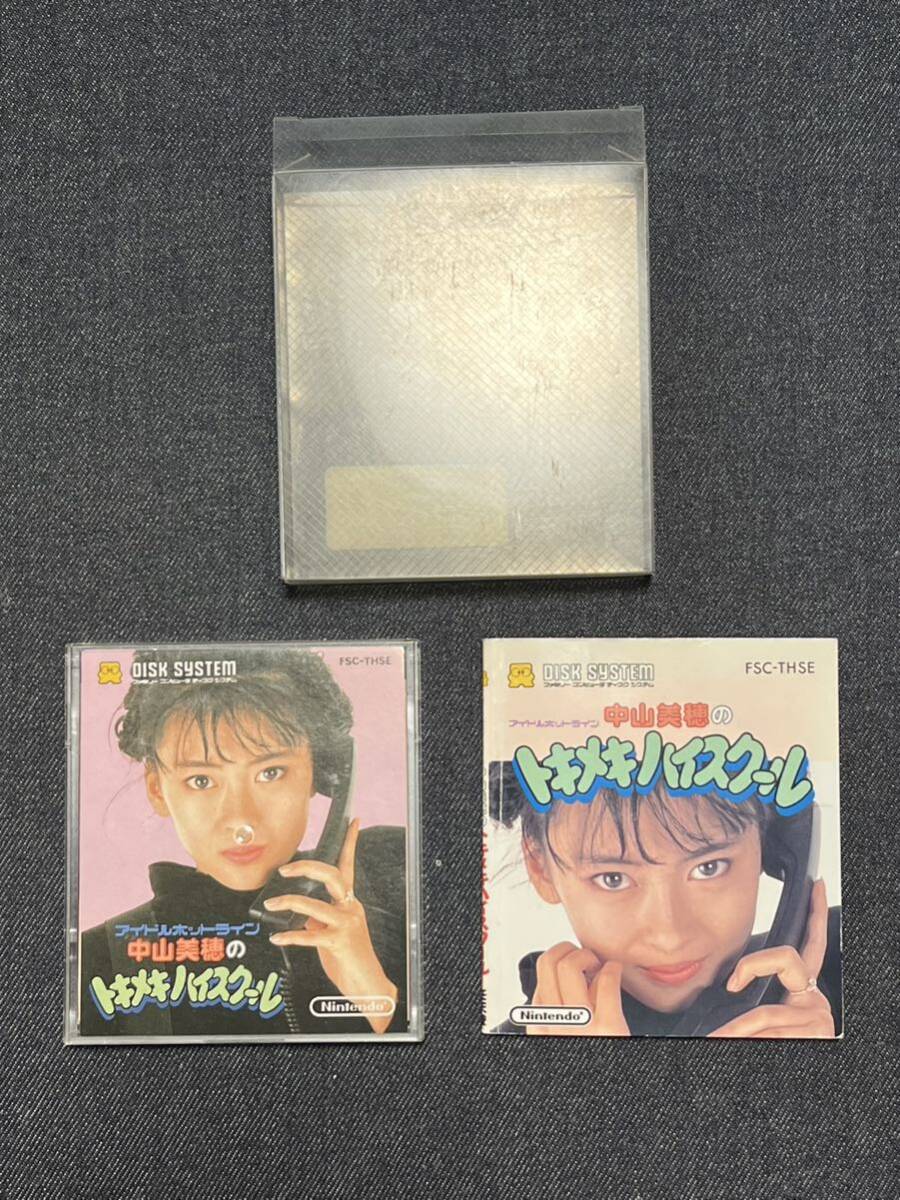 DISK SYSTEM
ファミリー コンピュータ ディスク システム
FSC-THSE
アイドルホットライン
中山美穂の
トキメキハイスクール
Nintendo®
DISK SYSTEM
ファミリー コンピュータ ディスク システム
FSC-THSE
アイドルホットライン 中山美穂の
トキメキハイスクール
Nintendo®